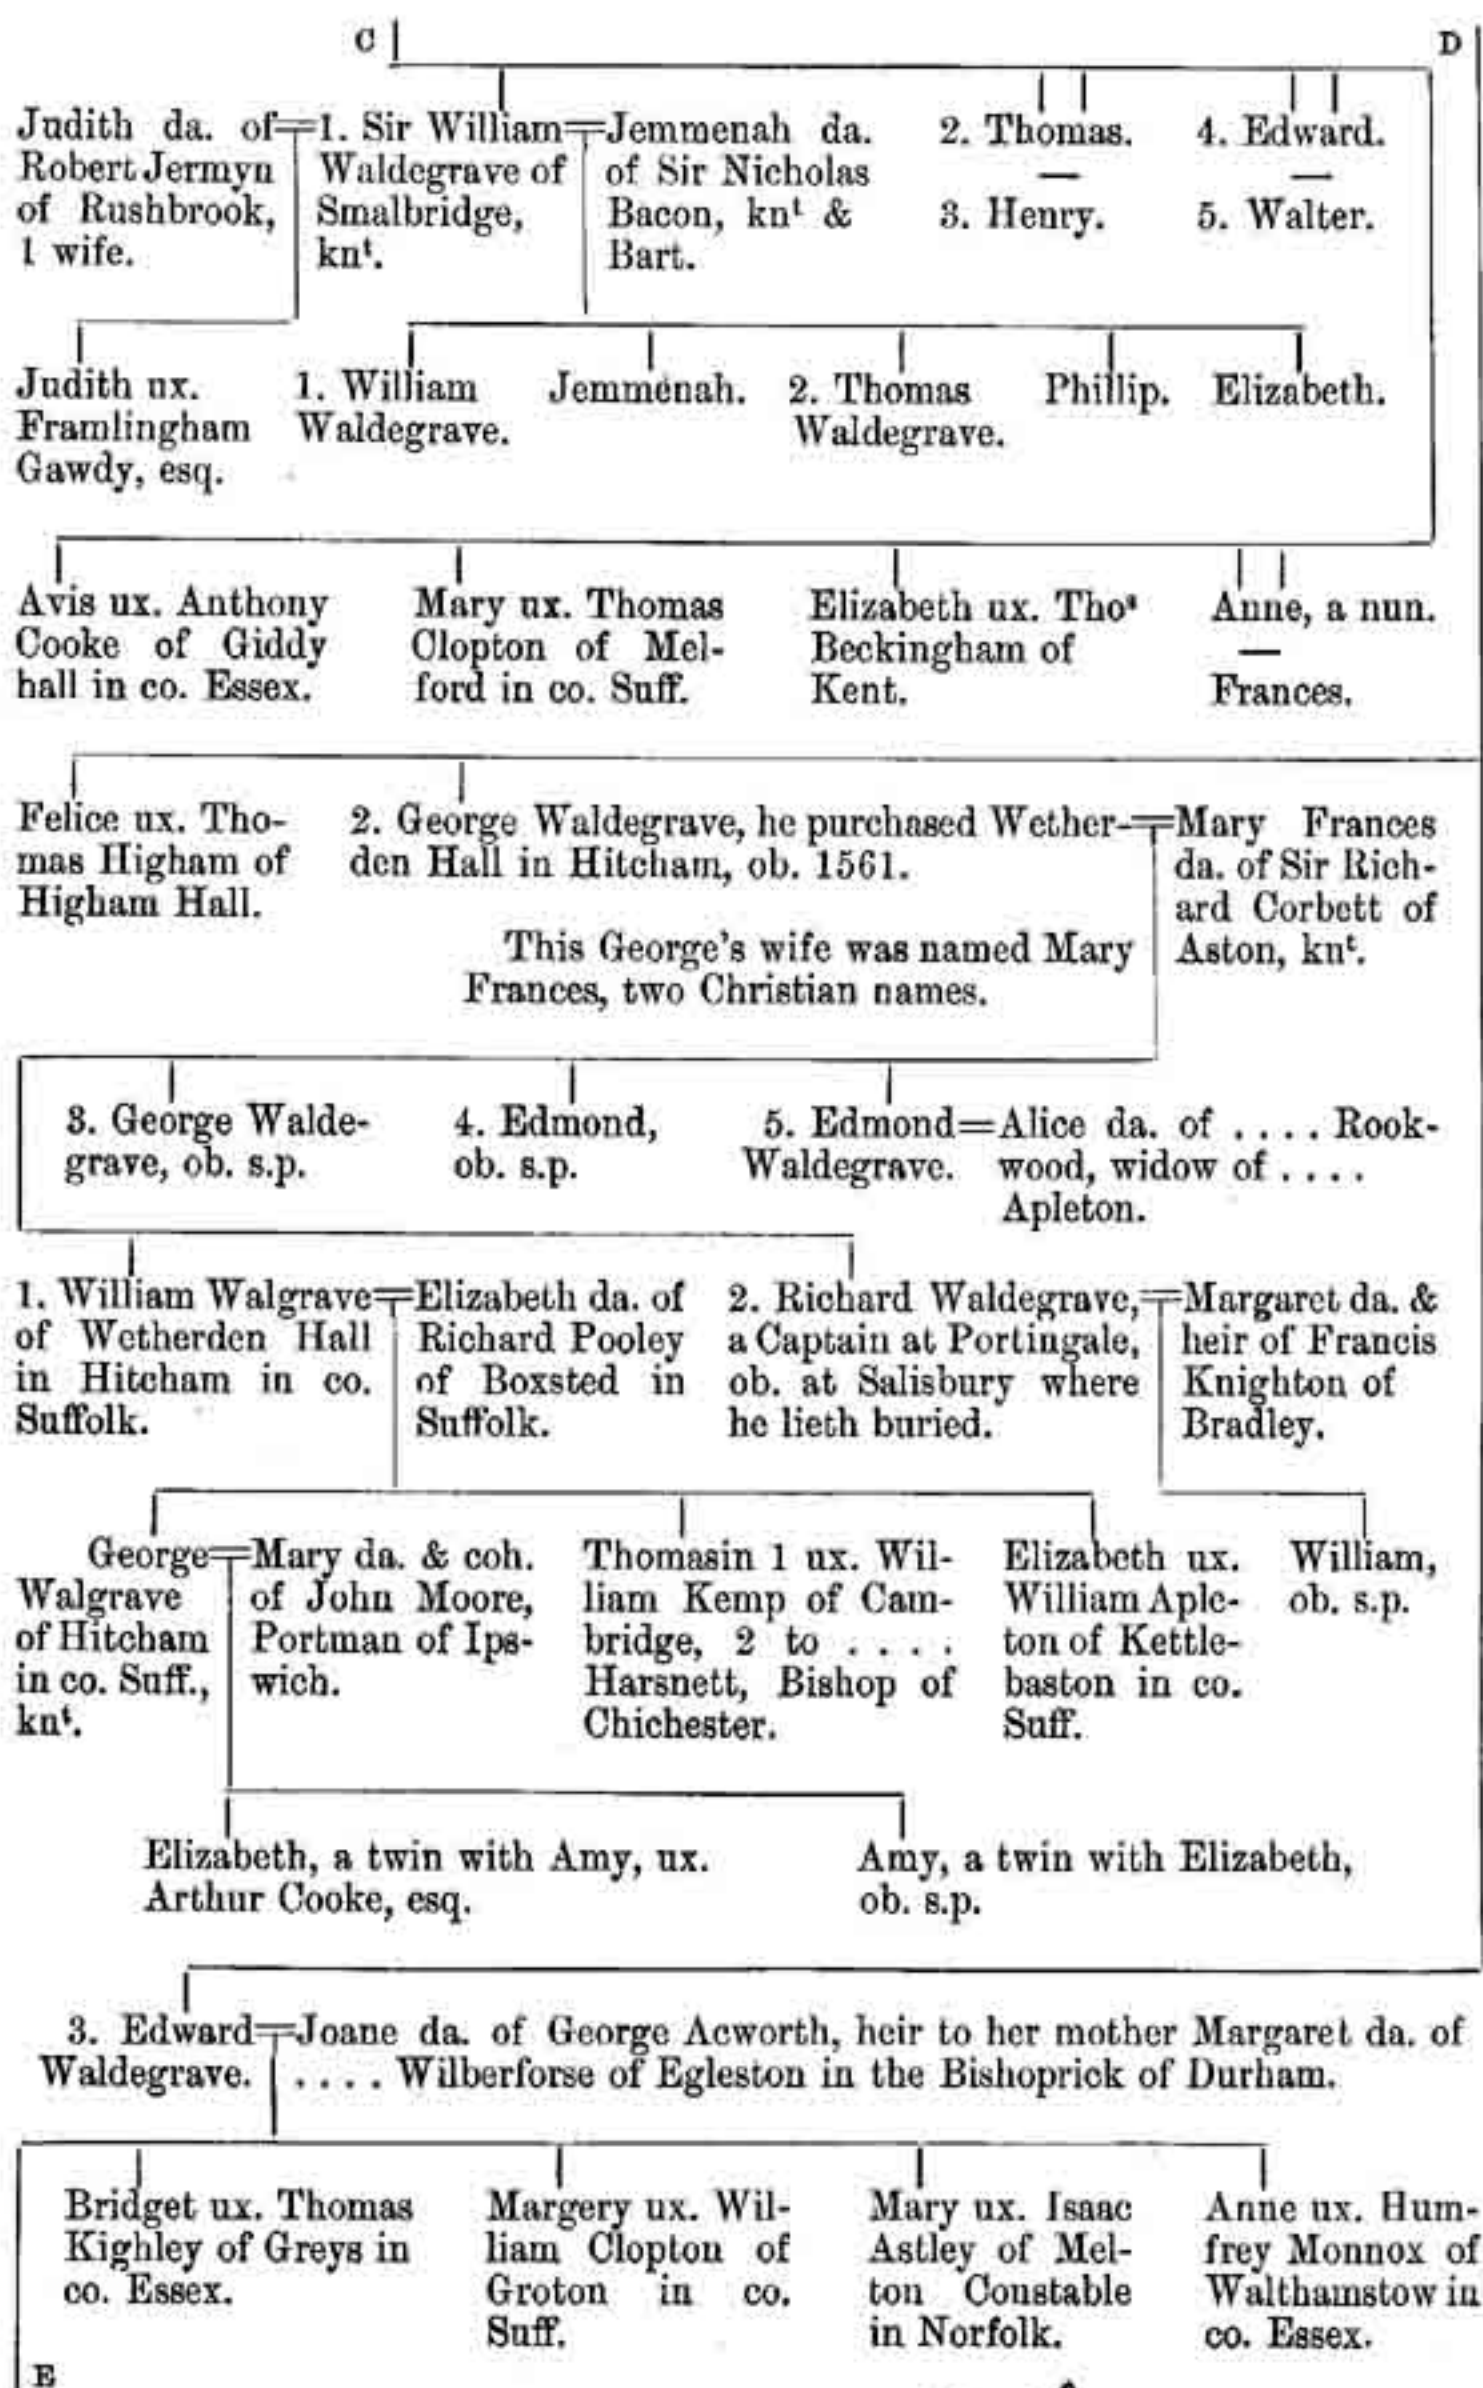 C
D
Judith da. of
Robert Jermyn
of Rushbrook,
1 wife.
1. Sir William
Waldegrave of
Smalbridge,
knt.
Jemmenah da.
of Sir Nicholas
Bacon, knt &
Bart.
2. Thomas.
—
3. Henry.
4. Edward.
—
5. Walter.
Judith ux.
Framlingham
Gawdy, esq.
1. William
Waldegrave.
Jemmenah.
2. Thomas
Waldegrave.
Phillip.
Elizabeth.
Avis ux. Anthony
Cooke of Giddy
hall in co. Essex.
Mary ux. Thomas
Clopton of Mel-
ford in co. Suff.
Elizabeth ux. Thos
Beckingham of
Kent.
Anne, a nun.
—
Frances.
Felice ux. Tho-
mas Higham of
Higham Hall.
2. George Waldegrave, he purchased Wether-
den Hall in Hitcham, ob. 1561.
This George's wife was named Mary
Frances, two Christian names.
Mary Frances
da. of Sir Rich-
ard Corbett of
Aston, knt.
3. George Walde-
grave, ob. s.p.
4. Edmond,
ob. s.p.
5. Edmond
Waldegrave.
Alice da. of .... Rook-
wood, widow of ....
Apleton.
1. William Walgrave
of Wetherden Hall
in Hitcham in co.
Suffolk.
Elizabeth da. of
Richard Pooley
of Boxsted in
Suffolk.
2. Richard Waldegrave,
a Captain at Portingale,
ob. at Salisbury where
he lieth buried.
Margaret da. &
heir of Francis
Knighton of
Bradley.
George
Walgrave
of Hitcham
in co. Suff.,
knt.
Mary da. & coh.
of John Moore,
Portman of Ips-
wich.
Thomasin 1 ux. Wil-
liam Kemp of Cam-
bridge, 2 to ....
Harsnett, Bishop of
Chichester.
Elizabeth ux.
William Aple-
ton of Kettle-
baston in co.
Suff.
William,
ob. s.p.
Elizabeth, a twin with Amy, ux.
Arthur Cooke, esq.
Amy, a twin with Elizabeth,
ob. s.p.
3. Edward
Waldegrave.
Joane da. of George Acworth, heir to her mother Margaret da. of
.... Wilberforse of Egleston in the Bishoprick of Durham.
Bridget ux. Thomas
Kighley of Greys in
co. Essex.
Margery ux. Wil-
liam Clopton of
Groton in co.
Suff.
Mary ux. Isaac
Astley of Mel-
ton Constable
in Norfolk.
Anne ux. Hum-
frey Monnox of
Walthamstow in
co. Essex.
E